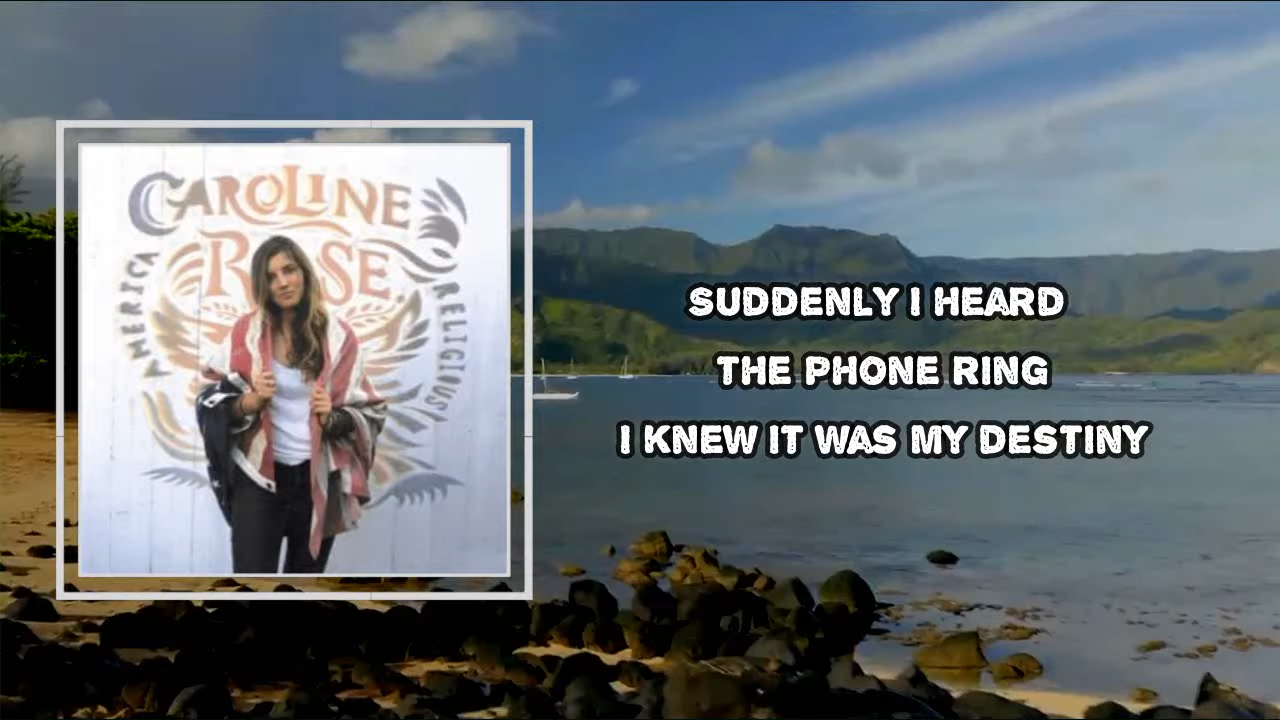 CAROLINE
ROSE
AMERICA
RELIGIOUS
SUDDENLY I HEARD
THE PHONE RING
I KNEW IT WAS MY DESTINY